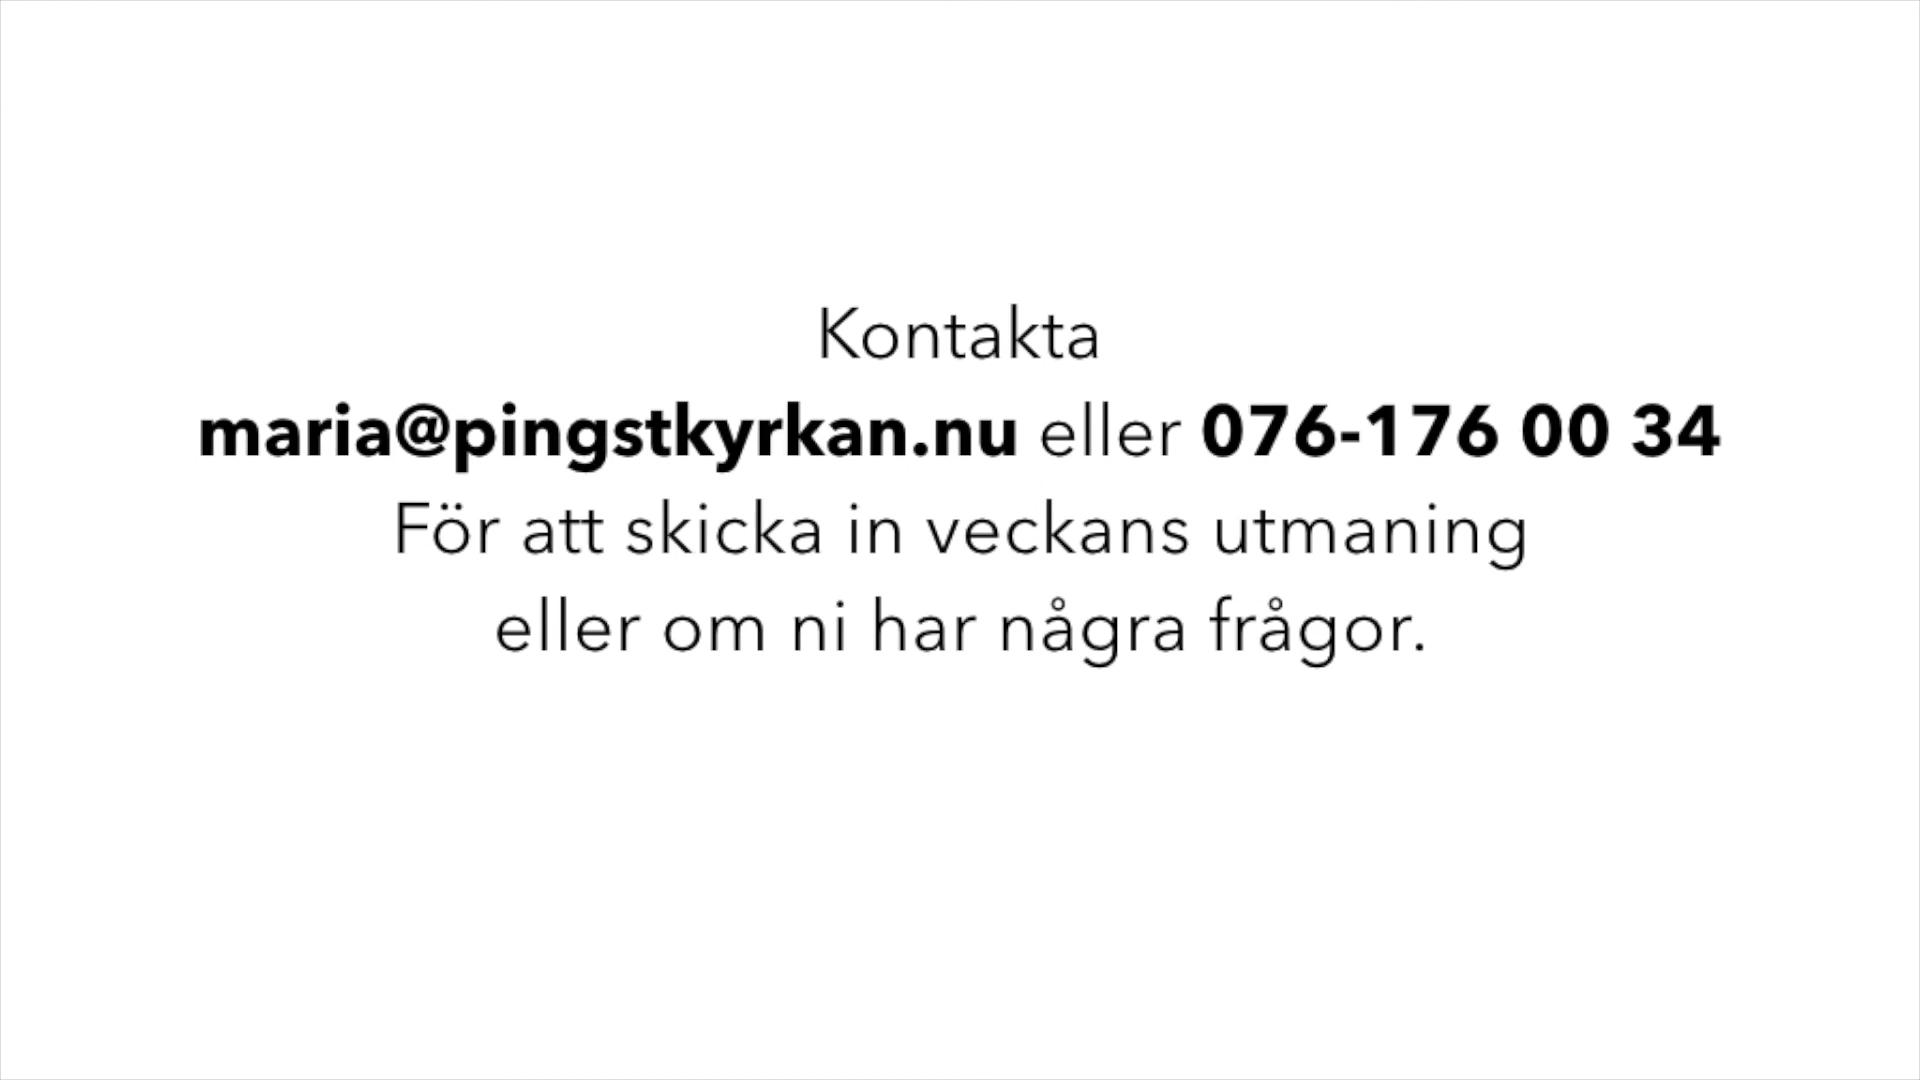 Kontakta
maria@pingstkyrkan.nu eller 076-176 00 34
För att skicka in veckans utmaning
eller om ni har några frågor.